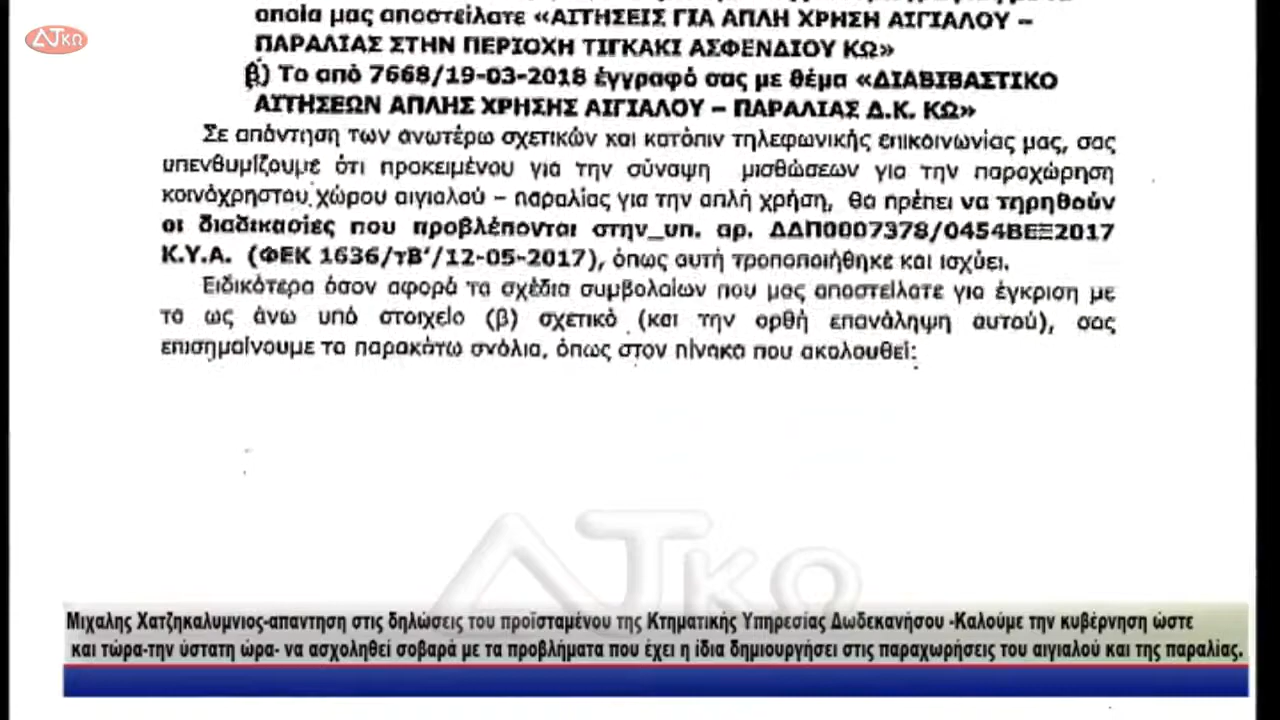 ΔΤΚΩ
οποία μας αποστείλατε «ΑΙΤΗΣΕΙΣ ΓΙΑ ΑΠΛΗ ΧΡΗΣΗ ΑΙΓΙΑΛΟΥ –
ΠΑΡΑΛΙΑΣ ΣΤΗΝ ΠΕΡΙΟΧΗ ΤΙΓΚΑΚΙ ΑΣΦΕΝΔΙΟΥ ΚΩ»
β) Το από 7668/19-03-2018 έγγραφό σας με θέμα «ΔΙΑΒΙΒΑΣΤΙΚΟ
ΑΙΤΗΣΕΩΝ ΑΠΛΗΣ ΧΡΗΣΗΣ ΑΙΓΙΑΛΟΥ – ΠΑΡΑΛΙΑΣ Δ.Κ. ΚΩ»
Σε απάντηση των ανωτέρω σχετικών και κατόπιν τηλεφωνικής επικοινωνίας μας, σας
υπενθυμίζουμε ότι προκειμένου για την σύναψη μισθώσεων για την παραχώρηση
κοινόχρηστου χώρου αιγιαλού – παραλίας για την απλή χρήση, θα πρέπει να τηρηθούν
οι διαδικασίες που προβλέπονται στην_υπ. αρ. ΔΔΠ0007378/0454ΒΕΞ2017
Κ.Υ.Α. (ΦΕΚ 1636/τΒ’/12-05-2017), όπως αυτή τροποποιήθηκε και ισχύει.
Ειδικότερα όσον αφορά τα σχέδια συμβολαίων που μας αποστείλατε για έγκριση με
το ως άνω υπό στοιχείο (β) σχετικό (και την ορθή επανάληψη αυτού), σας
επισημαίνουμε τα παρακάτω σχόλια, όπως στον πίνακα που ακολουθεί:
ΔΤΚΩ
Μιχαλης Χατζηκαλυμνιος-απαντηση στις δηλώσεις του προϊσταμένου της Κτηματικής Υπηρεσίας Δωδεκανήσου -Καλούμε την κυβέρνηση ώστε
και τώρα-την ύστατη ώρα- να ασχοληθεί σοβαρά με τα προβλήματα που έχει η ίδια δημιουργήσει στις παραχωρήσεις του αιγιαλού και της παραλίας.